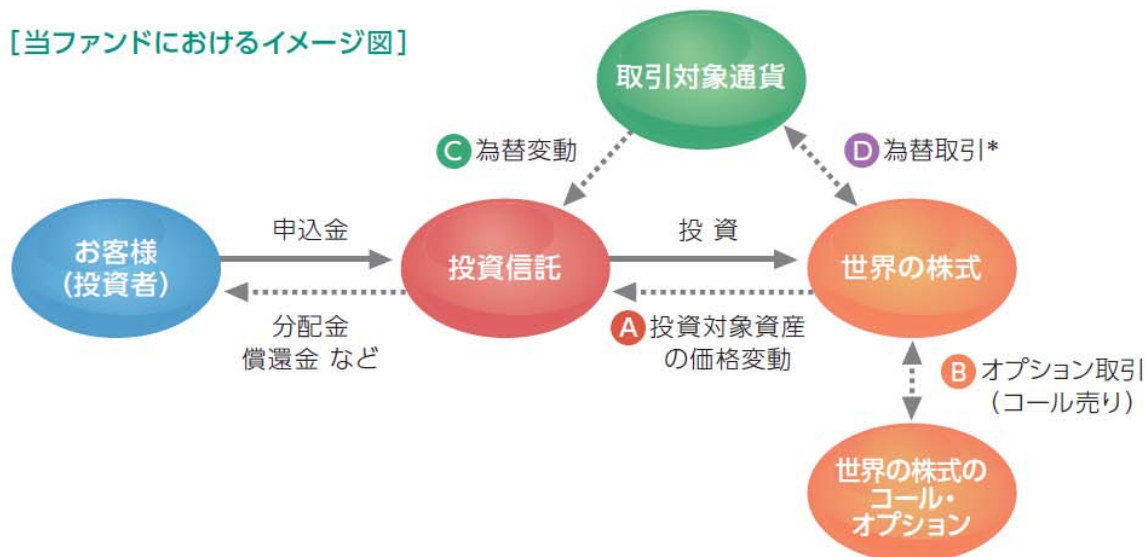 [当ファンドにおけるイメージ図]
取引対象通貨
C 為替変動
D 為替取引*
お客様
(投資者)
申込金
投資信託
投 資
世界の株式
分配金
償還金 など
A 投資対象資産
の価格変動
B オプション取引
(コール売り)
世界の株式の
コール・
オプション